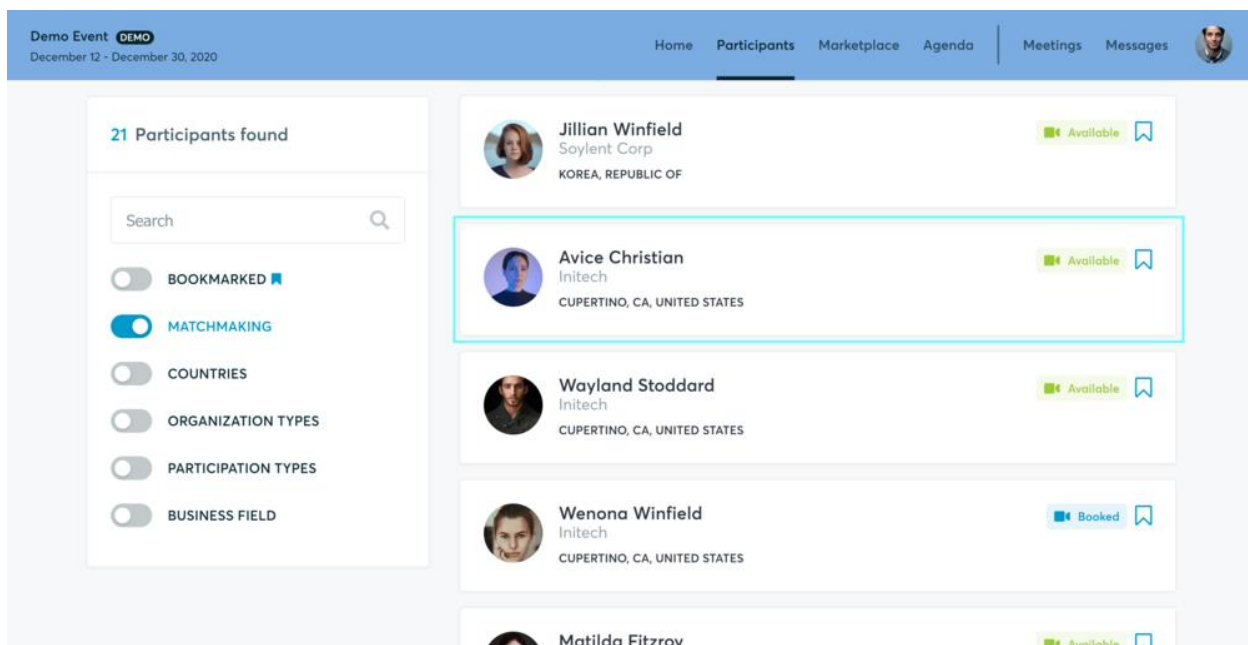 Demo Event DEMO
December 12 - December 30, 2020
Home Participants Marketplace Agenda Meetings Messages
21 Participants found
Search
BOOKMARKED
MATCHMAKING
COUNTRIES
ORGANIZATION TYPES
PARTICIPATION TYPES
BUSINESS FIELD
Jillian Winfield
Available
Soylent Corp
KOREA, REPUBLIC OF
Avice Christian
Available
Initech
CUPERTINO, CA, UNITED STATES
Wayland Stoddard
Available
Initech
CUPERTINO, CA, UNITED STATES
Wenona Winfield
Booked
Initech
CUPERTINO, CA, UNITED STATES
Matilda Fitzroy
Available